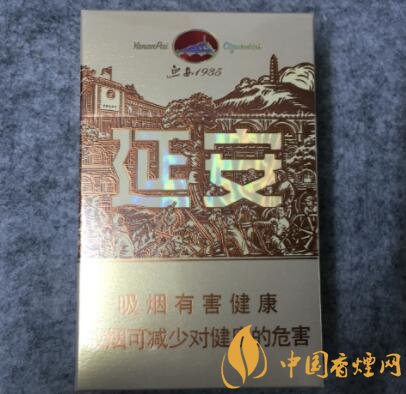 YananPai Cigarettes
延安1935
延安
吸烟有害健康
烟可减少对健康的危害
中国香烟网